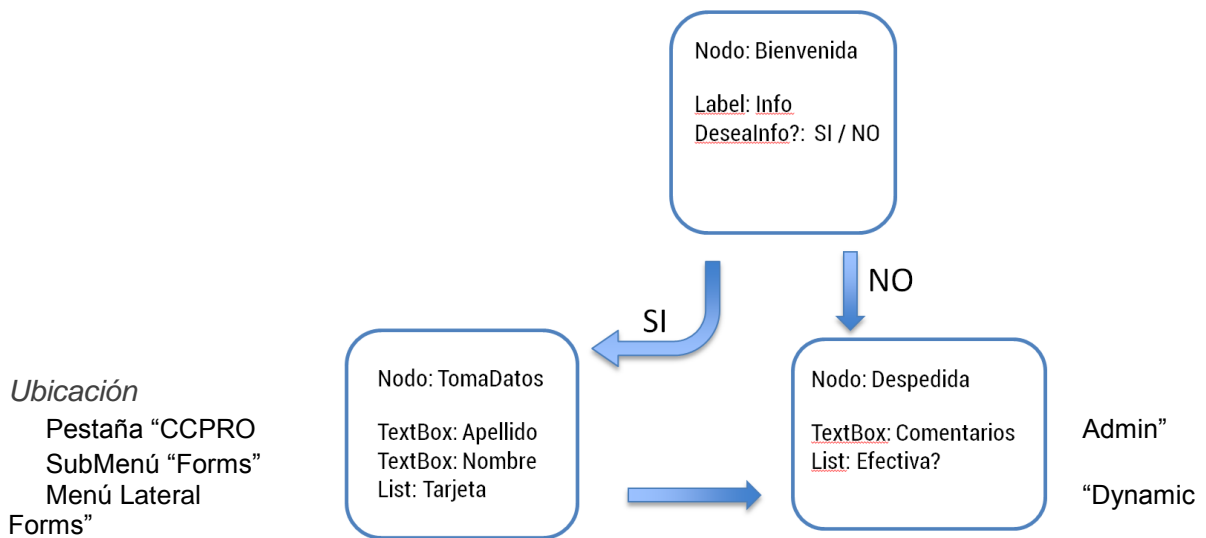 Nodo: Bienvenida
Label: Info
DeseaInfo?: SI / NO
NO
SI
Nodo: TomaDatos
TextBox: Apellido
TextBox: Nombre
List: Tarjeta
Nodo: Despedida
TextBox: Comentarios
List: Efectiva?
Ubicación
Pestaña “CCPRO Admin”
SubMenú “Forms”
Menú Lateral “Dynamic
Forms”